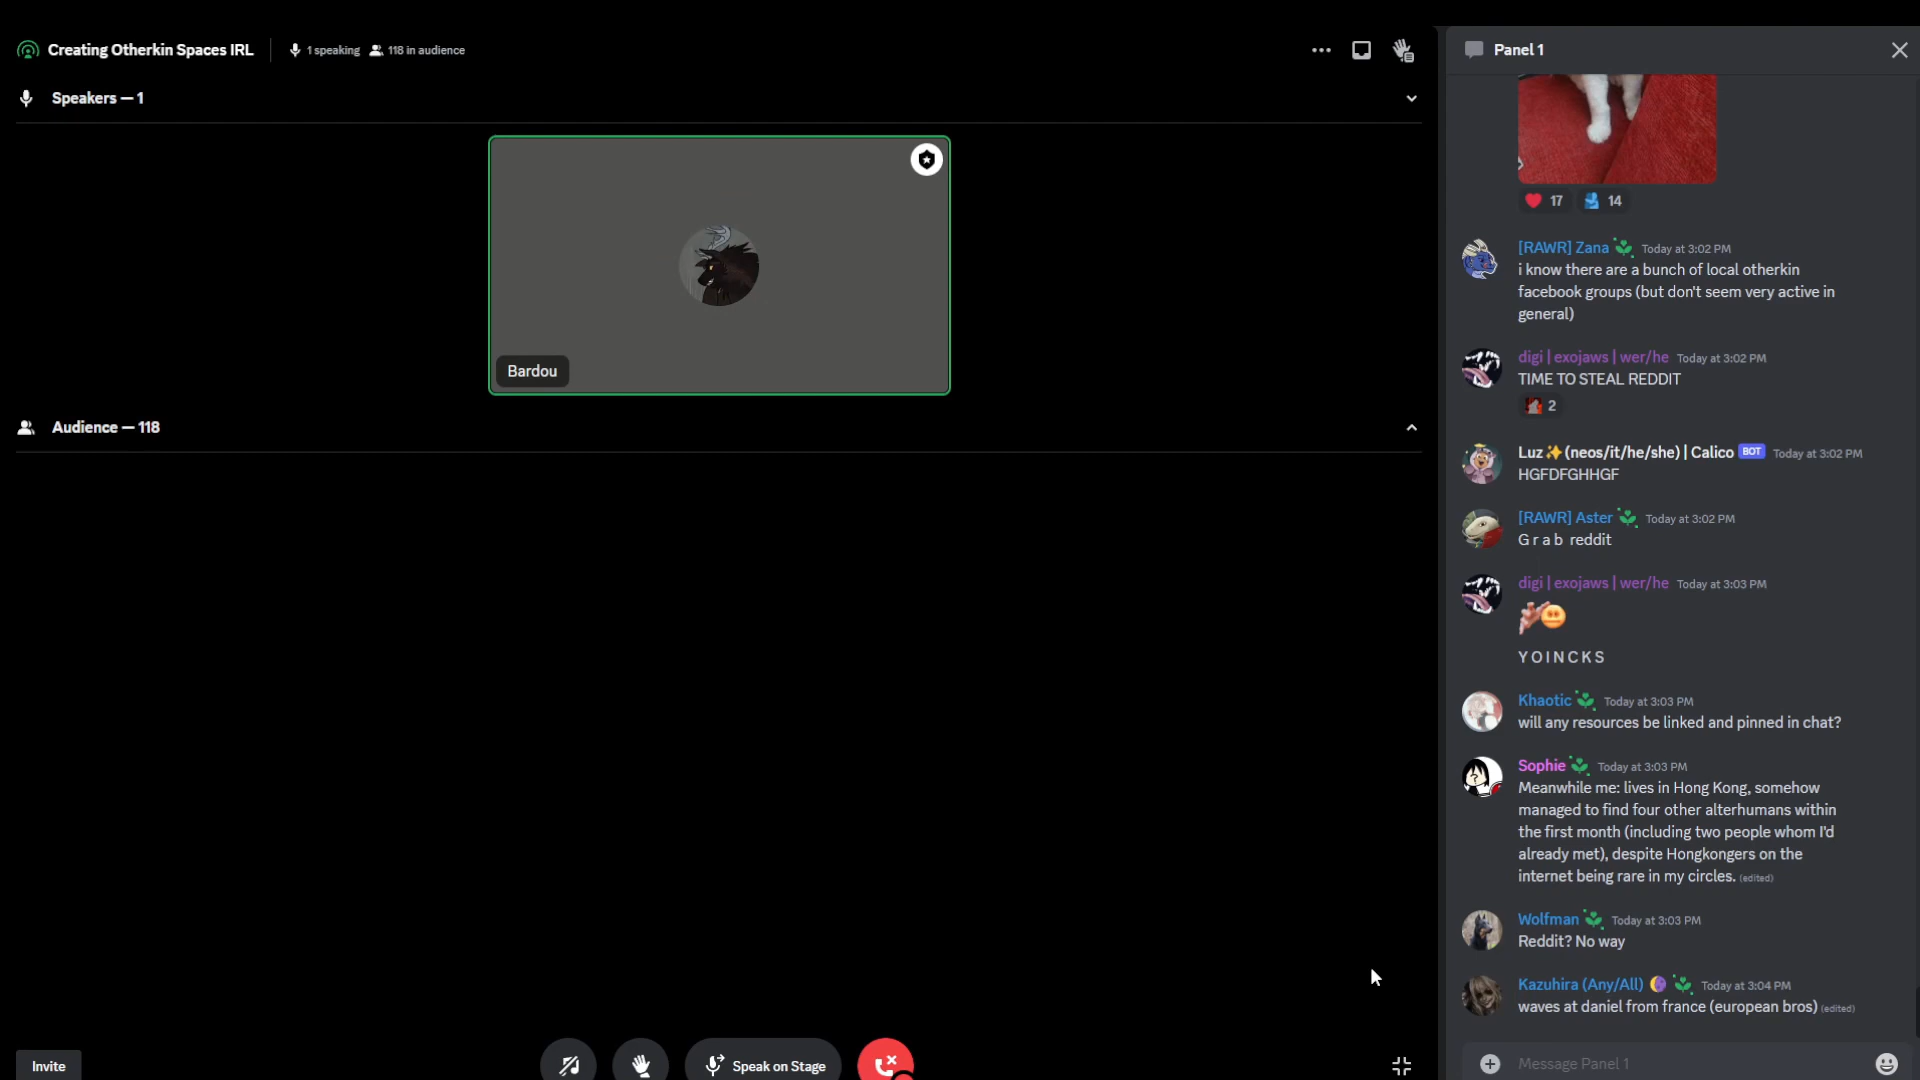 Creating Otherkin Spaces IRL
1 speaking
118 in audience
Speakers — 1
Bardou
Audience — 118
Invite
Speak on Stage
Panel 1
17
14
[RAWR] Zana Today at 3:02 PM
i know there are a bunch of local otherkin
facebook groups (but don't seem very active in
general)
digi | exojaws | wer/he Today at 3:02 PM
TIME TO STEAL REDDIT
2
Luz✨(neos/it/he/she) | Calico BOT Today at 3:02 PM
HGFDFGHHGF
[RAWR] Aster Today at 3:02 PM
G r a b reddit
digi | exojaws | wer/he Today at 3:03 PM
Y O I N C K S
Khaotic Today at 3:03 PM
will any resources be linked and pinned in chat?
Sophie Today at 3:03 PM
Meanwhile me: lives in Hong Kong, somehow
managed to find four other alterhumans within
the first month (including two people whom I'd
already met), despite Hongkongers on the
internet being rare in my circles. (edited)
Wolfman Today at 3:03 PM
Reddit? No way
Kazuhira (Any/All) Today at 3:04 PM
waves at daniel from france (european bros) (edited)
Message Panel 1